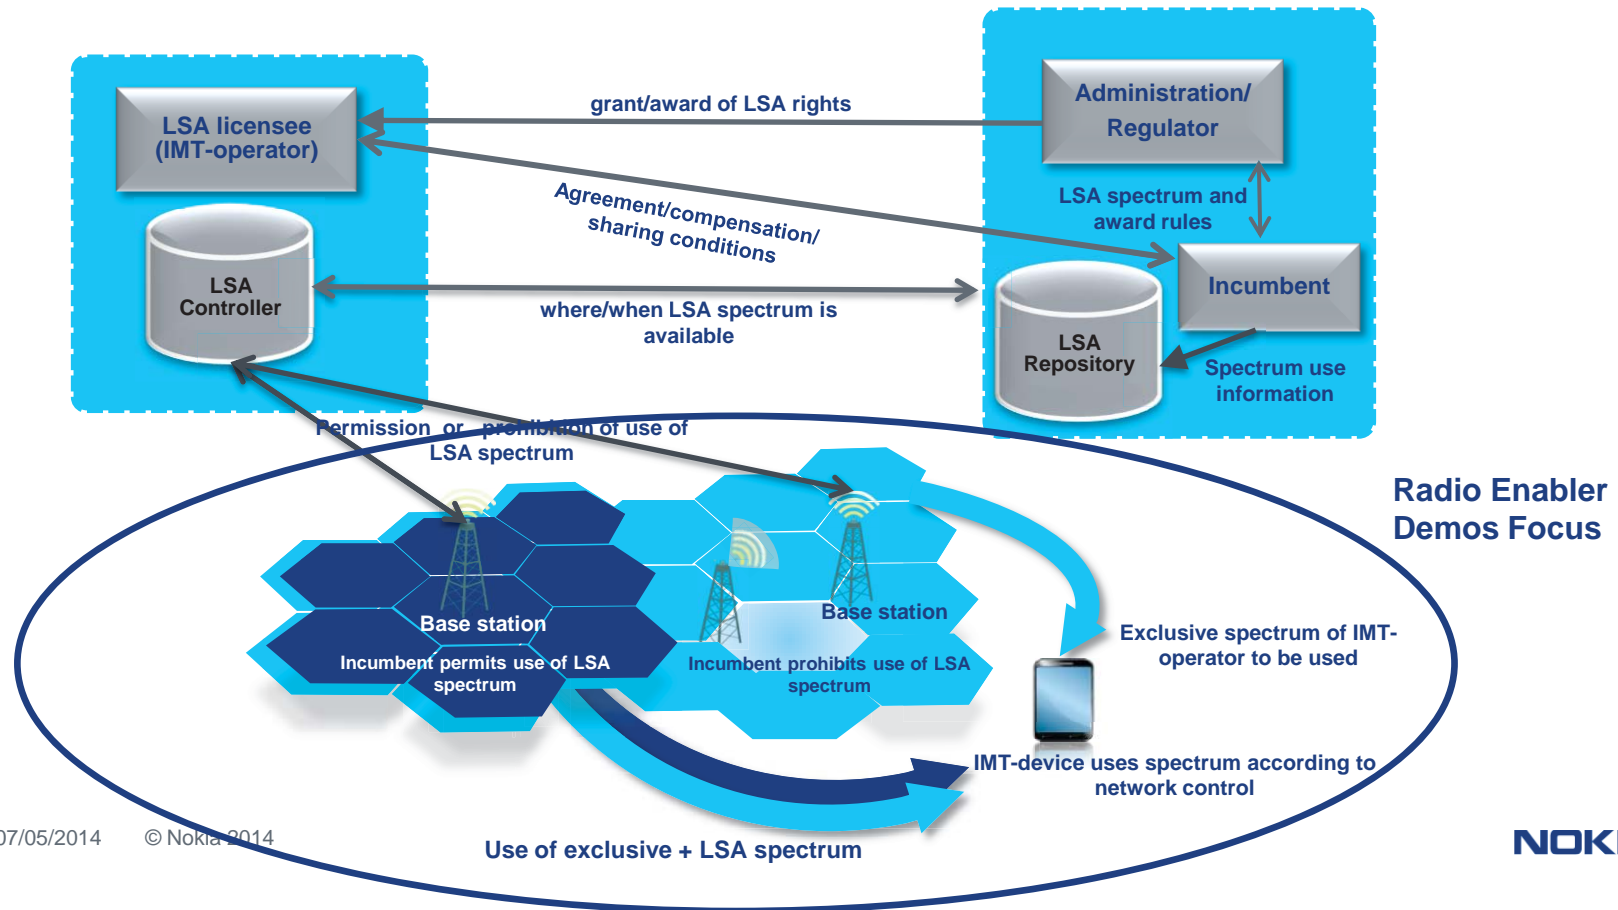 grant/award of LSA rights
LSA licensee
(IMT-operator)
Administration/
Regulator
Agreement/compensation/
sharing conditions
LSA spectrum and
award rules
LSA
Controller
where/when LSA spectrum is
available
Incumbent
LSA
Repository
Spectrum use
information
Permission or prohibition of use of
LSA spectrum
Radio Enabler
Demos Focus
Base station
Base station
Incumbent permits use of LSA
spectrum
Incumbent prohibits use of LSA
spectrum
Exclusive spectrum of IMT-
operator to be used
IMT-device uses spectrum according to
network control
Use of exclusive + LSA spectrum
07/05/2014 © Nokia 2014
NOKI